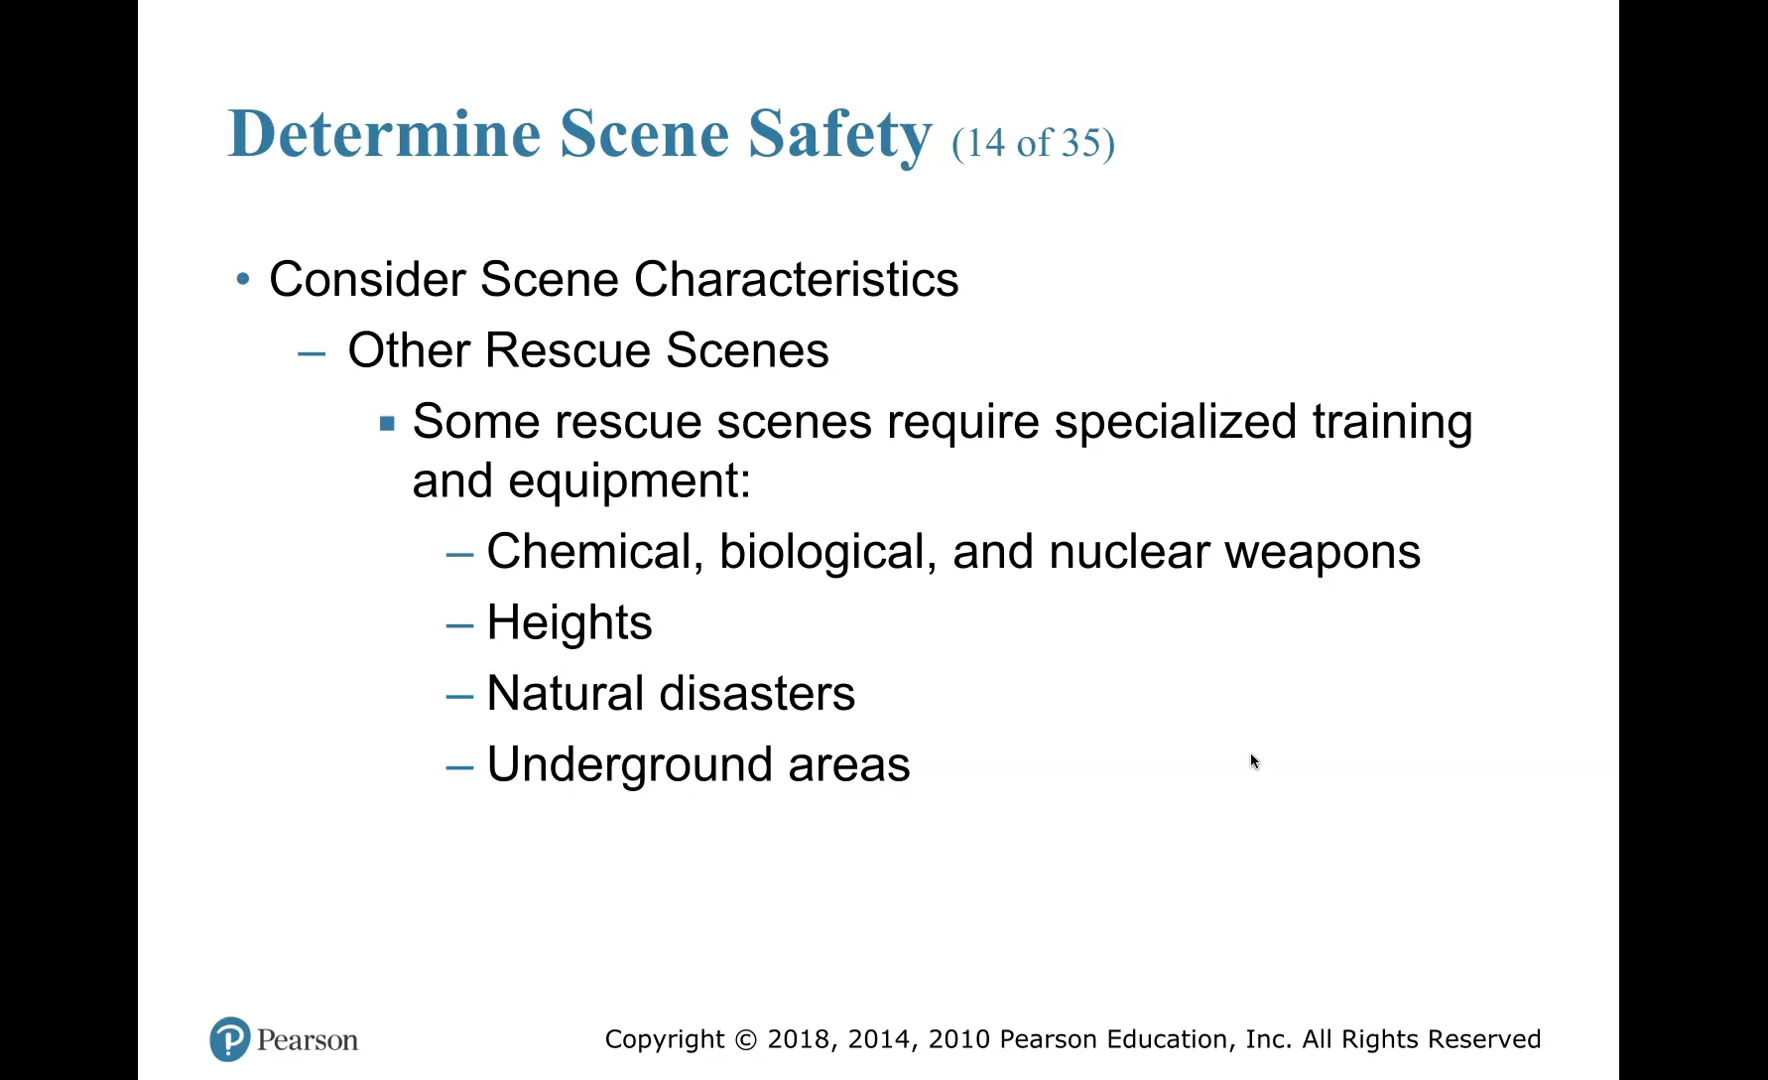 Determine Scene Safety (14 of 35)
• Consider Scene Characteristics
– Other Rescue Scenes
▪ Some rescue scenes require specialized training
and equipment:
– Chemical, biological, and nuclear weapons
– Heights
– Natural disasters
– Underground areas
P Pearson
Copyright © 2018, 2014, 2010 Pearson Education, Inc. All Rights Reserved